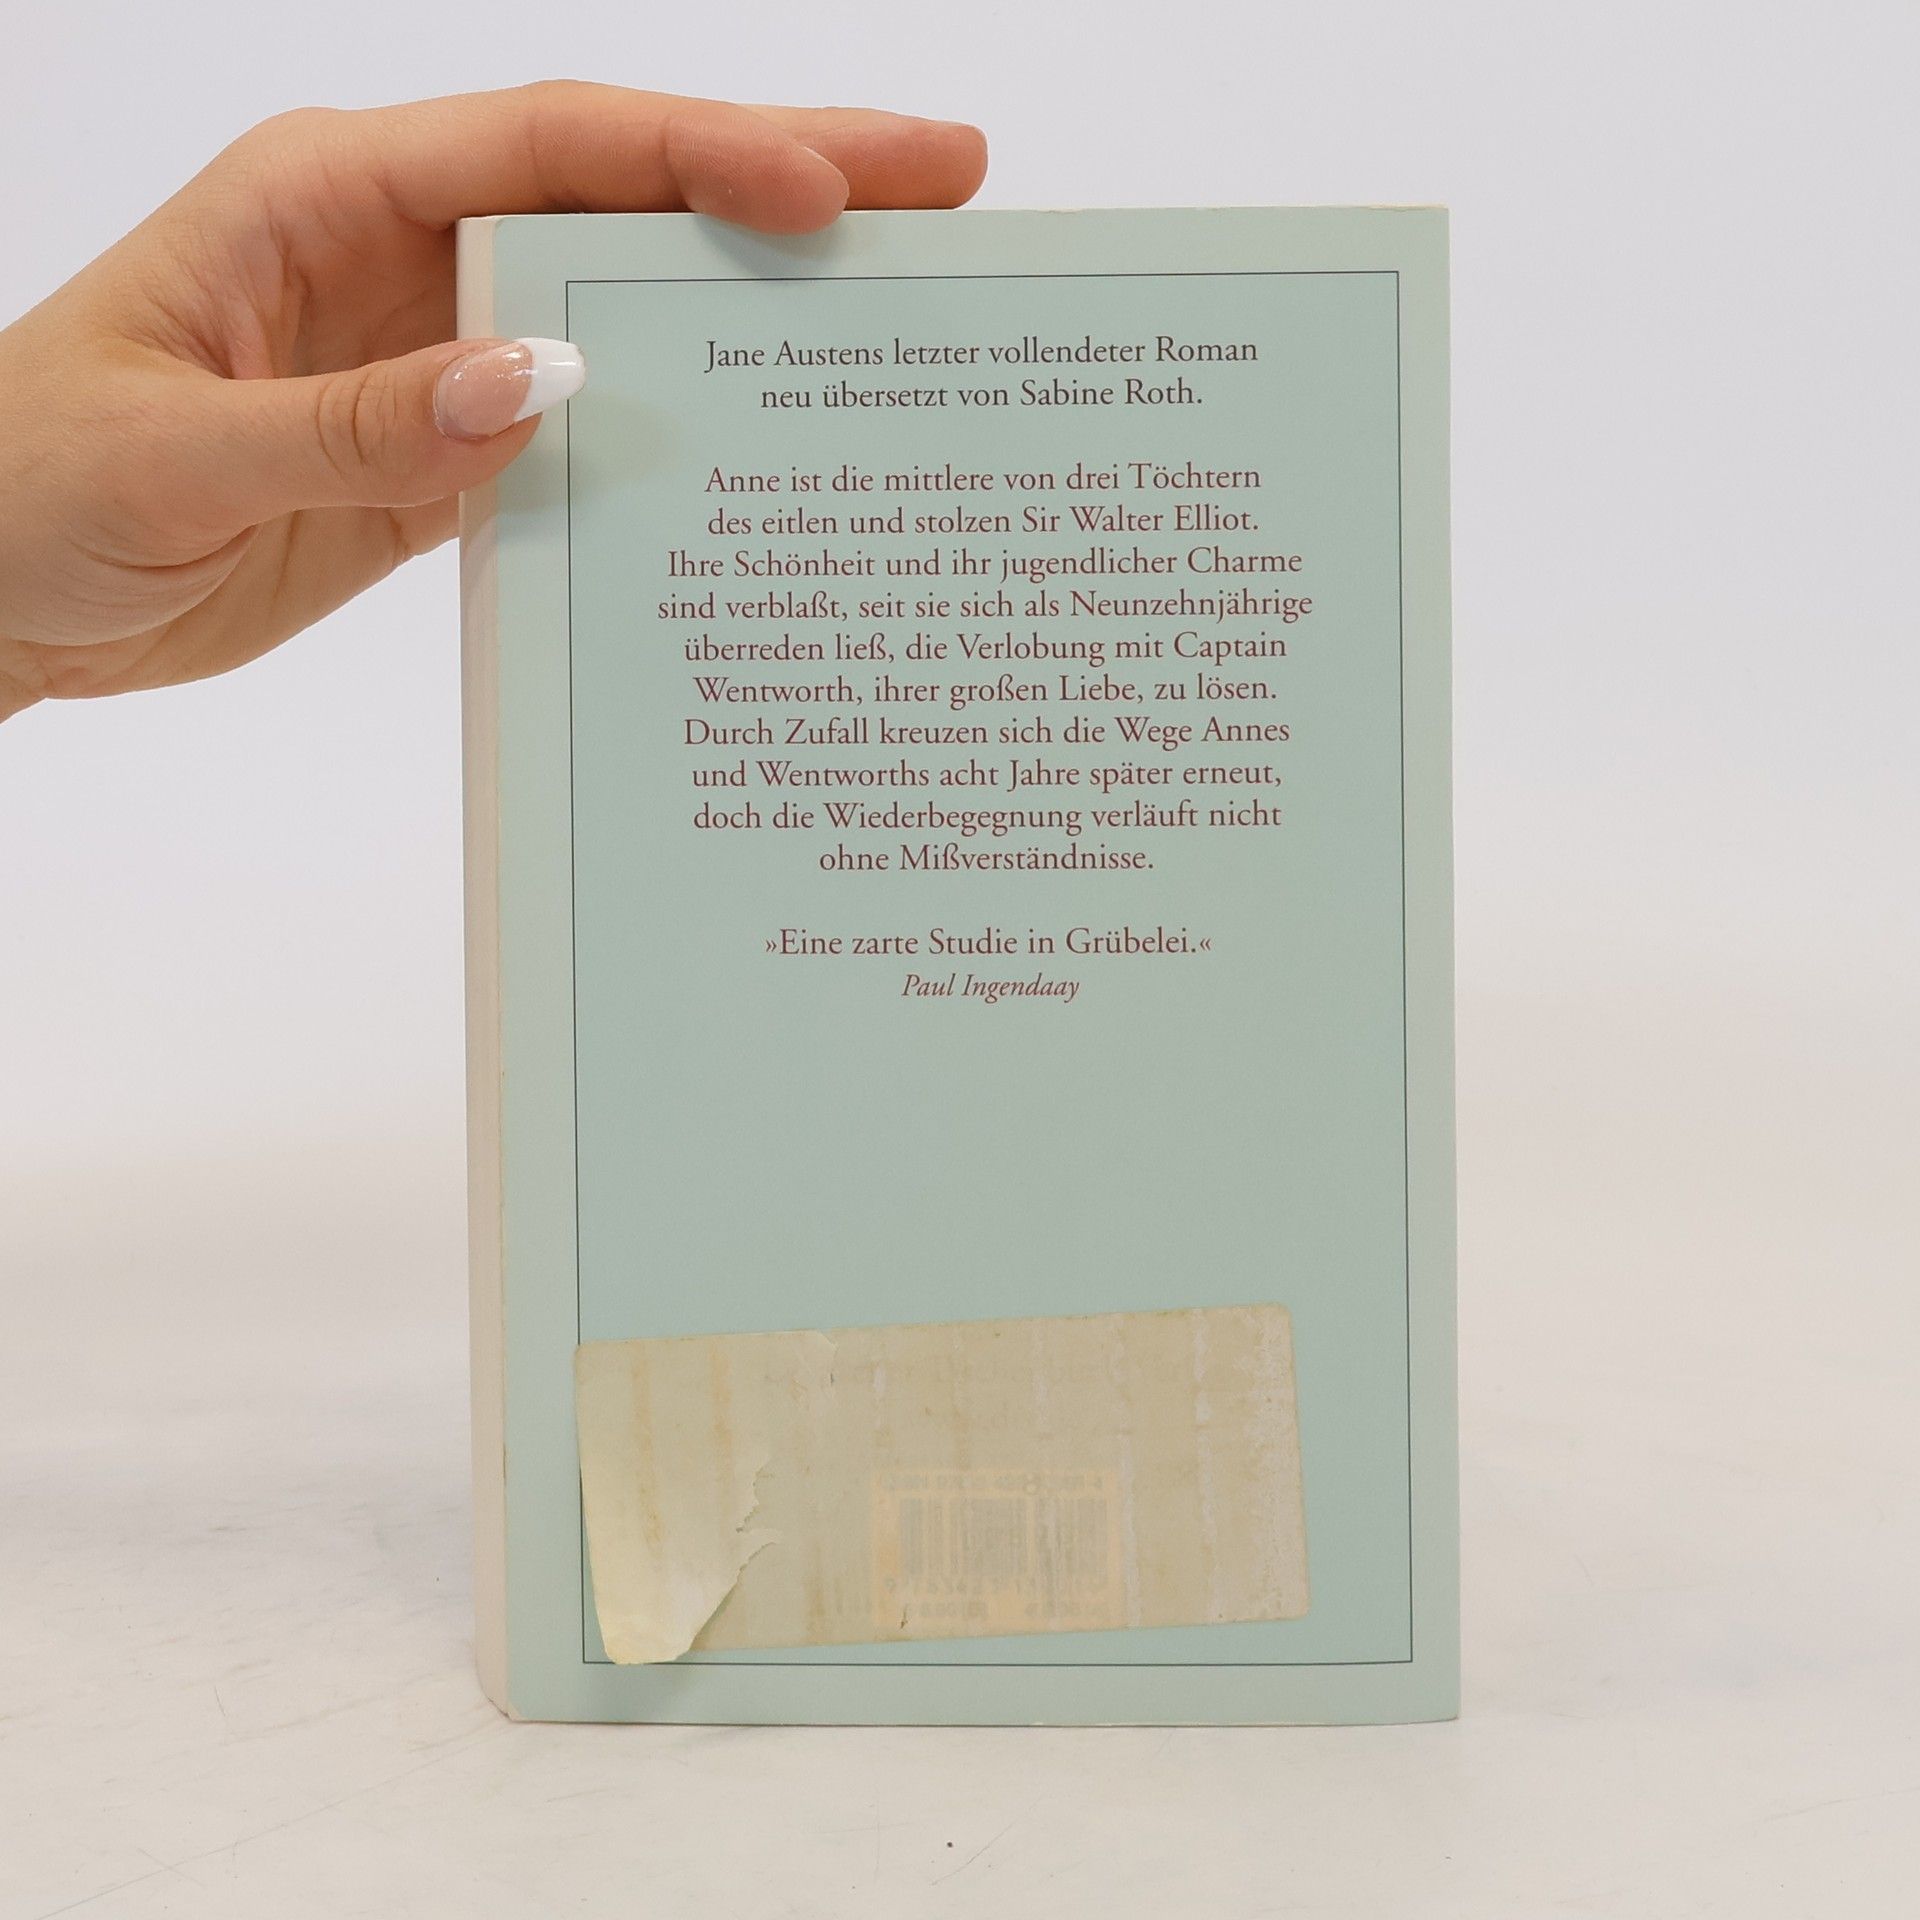 Jane Austens letzter vollendeter Roman
neu übersetzt von Sabine Roth.
Anne ist die mittlere von drei Töchtern
des eitlen und stolzen Sir Walter Elliot.
Ihre Schönheit und ihr jugendlicher Charme
sind verblaßt, seit sie sich als Neunzehnjährige
überreden ließ, die Verlobung mit Captain
Wentworth, ihrer großen Liebe, zu lösen.
Durch Zufall kreuzen sich die Wege Annes
und Wentworths acht Jahre später erneut,
doch die Wiederbegegnung verläuft nicht
ohne Mißverständnisse.
»Eine zarte Studie in Grübelei.«
Paul Ingendaay